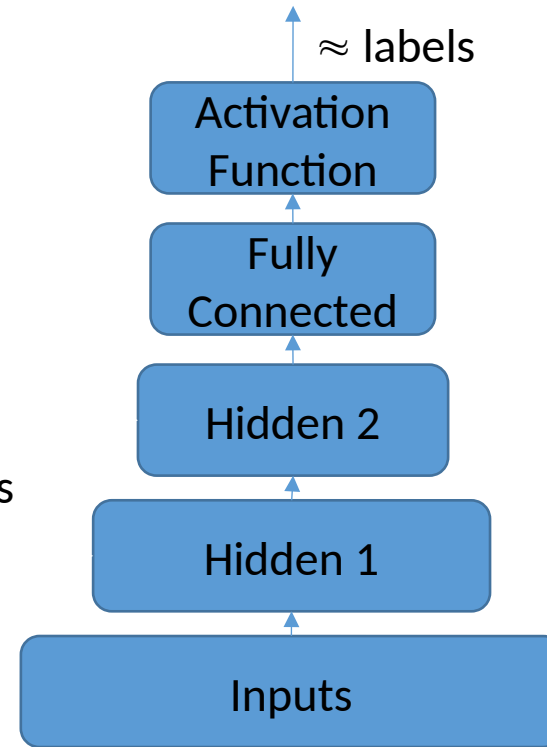 ≈ labels
Activation
Function
Fully
Connected
Hidden 2
s
Hidden 1
Inputs